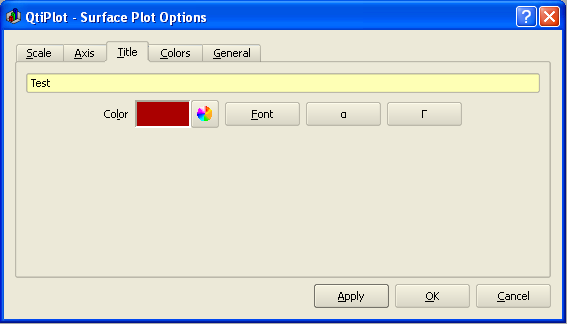 QtiPlot - Surface Plot Options
?
Scale Axis Title Colors General
Test
Color Font α Γ
Apply OK Cancel